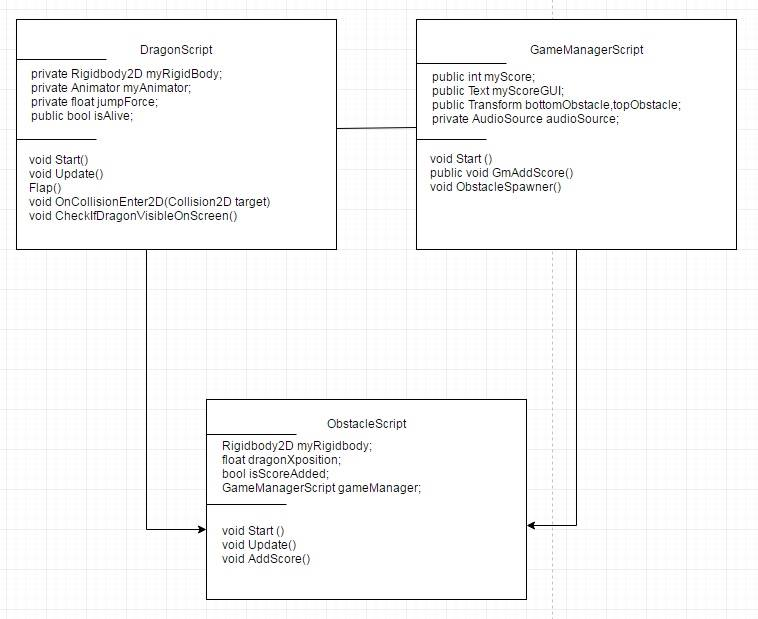 DragonScript
private Rigidbody2D myRigidBody;
private Animator myAnimator;
private float jumpForce;
public bool isAlive;
void Start()
void Update()
Flap()
void OnCollisionEnter2D(Collision2D target)
void CheckIfDragonVisibleOnScreen()
GameManagerScript
public int myScore;
public Text myScoreGUI;
public Transform bottomObstacle,topObstacle;
private AudioSource audioSource;
void Start ()
public void GmAddScore()
void ObstacleSpawner()
ObstacleScript
Rigidbody2D myRigidbody;
float dragonXposition;
bool isScoreAdded;
GameManagerScript gameManager;
void Start ()
void Update()
void AddScore()